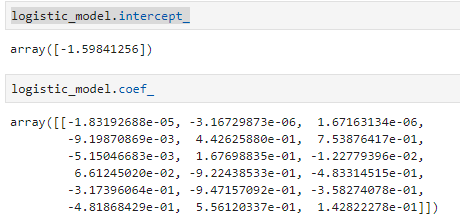 logistic_model.intercept_
array([-1.59841256])
logistic_model.coef_
array([[-1.83192688e-05, -3.16729873e-06, 1.67163134e-06,
-9.19870869e-03, 4.42625880e-01, 7.53876417e-01,
-5.15046683e-03, 1.67698835e-01, -1.22779396e-02,
6.61245020e-02, -9.22438533e-01, -4.83314515e-01,
-3.17396064e-01, -9.47157092e-01, -3.58274078e-01,
-4.81868429e-01, 5.56120337e-01, 1.42822278e-01]])